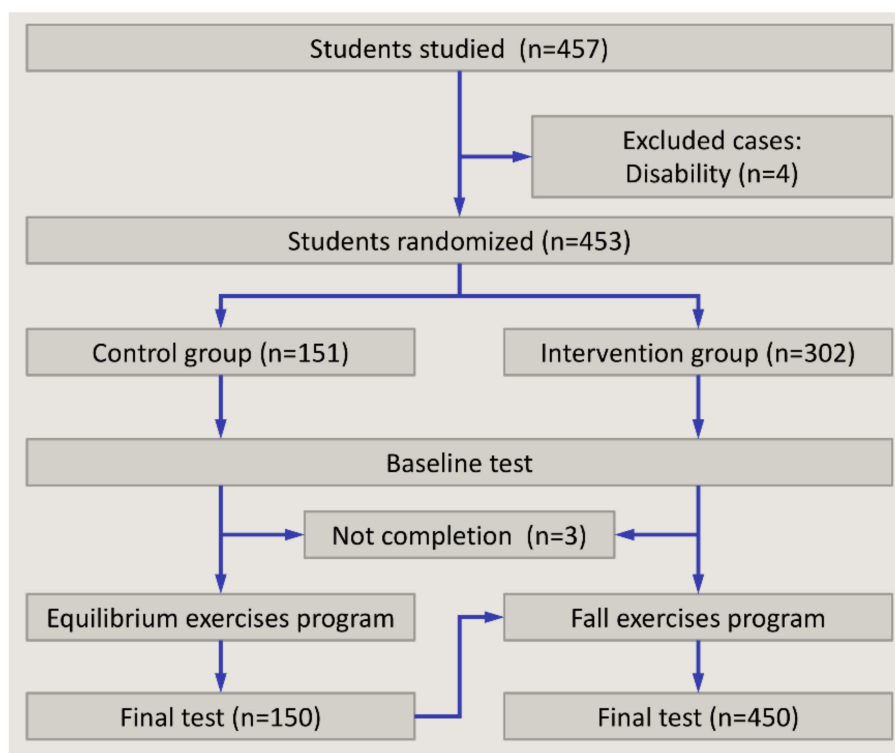 Students studied (n=457)
Excluded cases:
Disability (n=4)
Students randomized (n=453)
Control group (n=151)
Intervention group (n=302)
Baseline test
Not completion (n=3)
Equilibrium exercises program
Fall exercises program
Final test (n=150)
Final test (n=450)